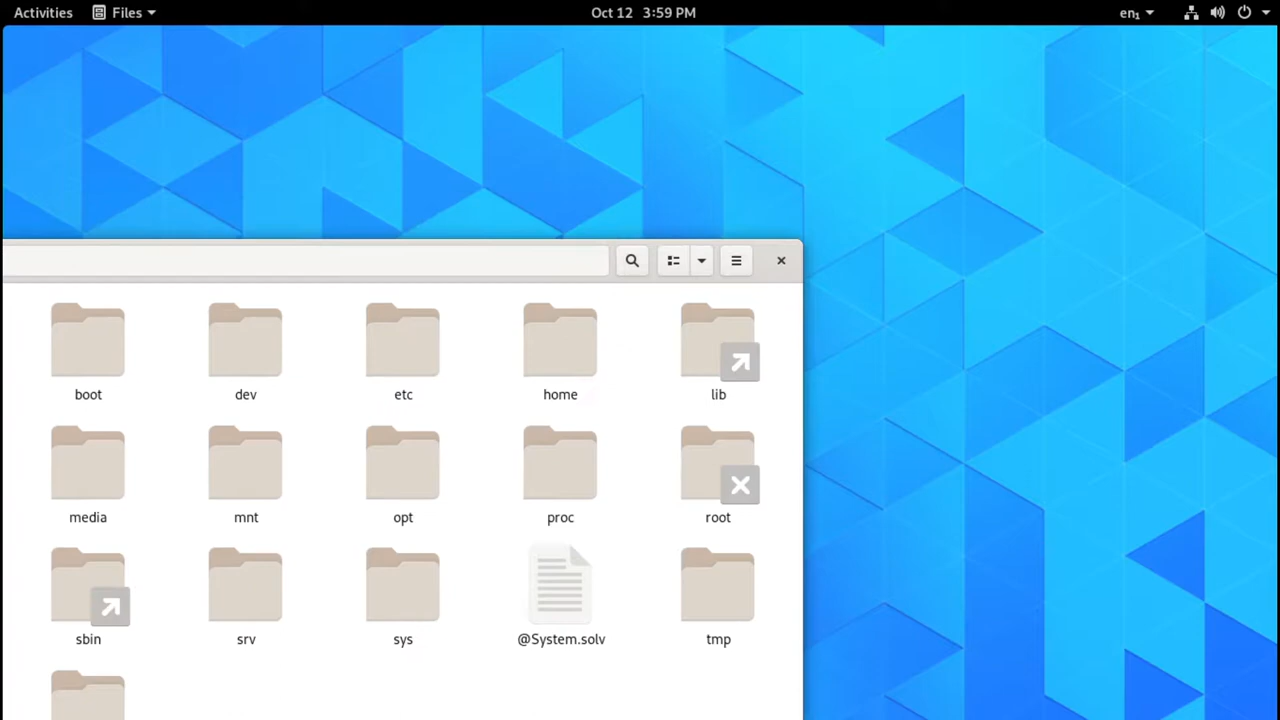 Activities Files Oct 12 3:59 PM en₁
boot dev etc home lib
media mnt opt proc root
sbin srv sys @System.solv tmp